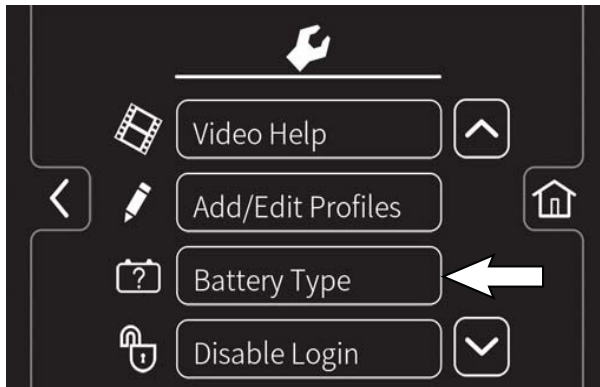 Video Help
Add/Edit Profiles
?
Battery Type
Disable Login